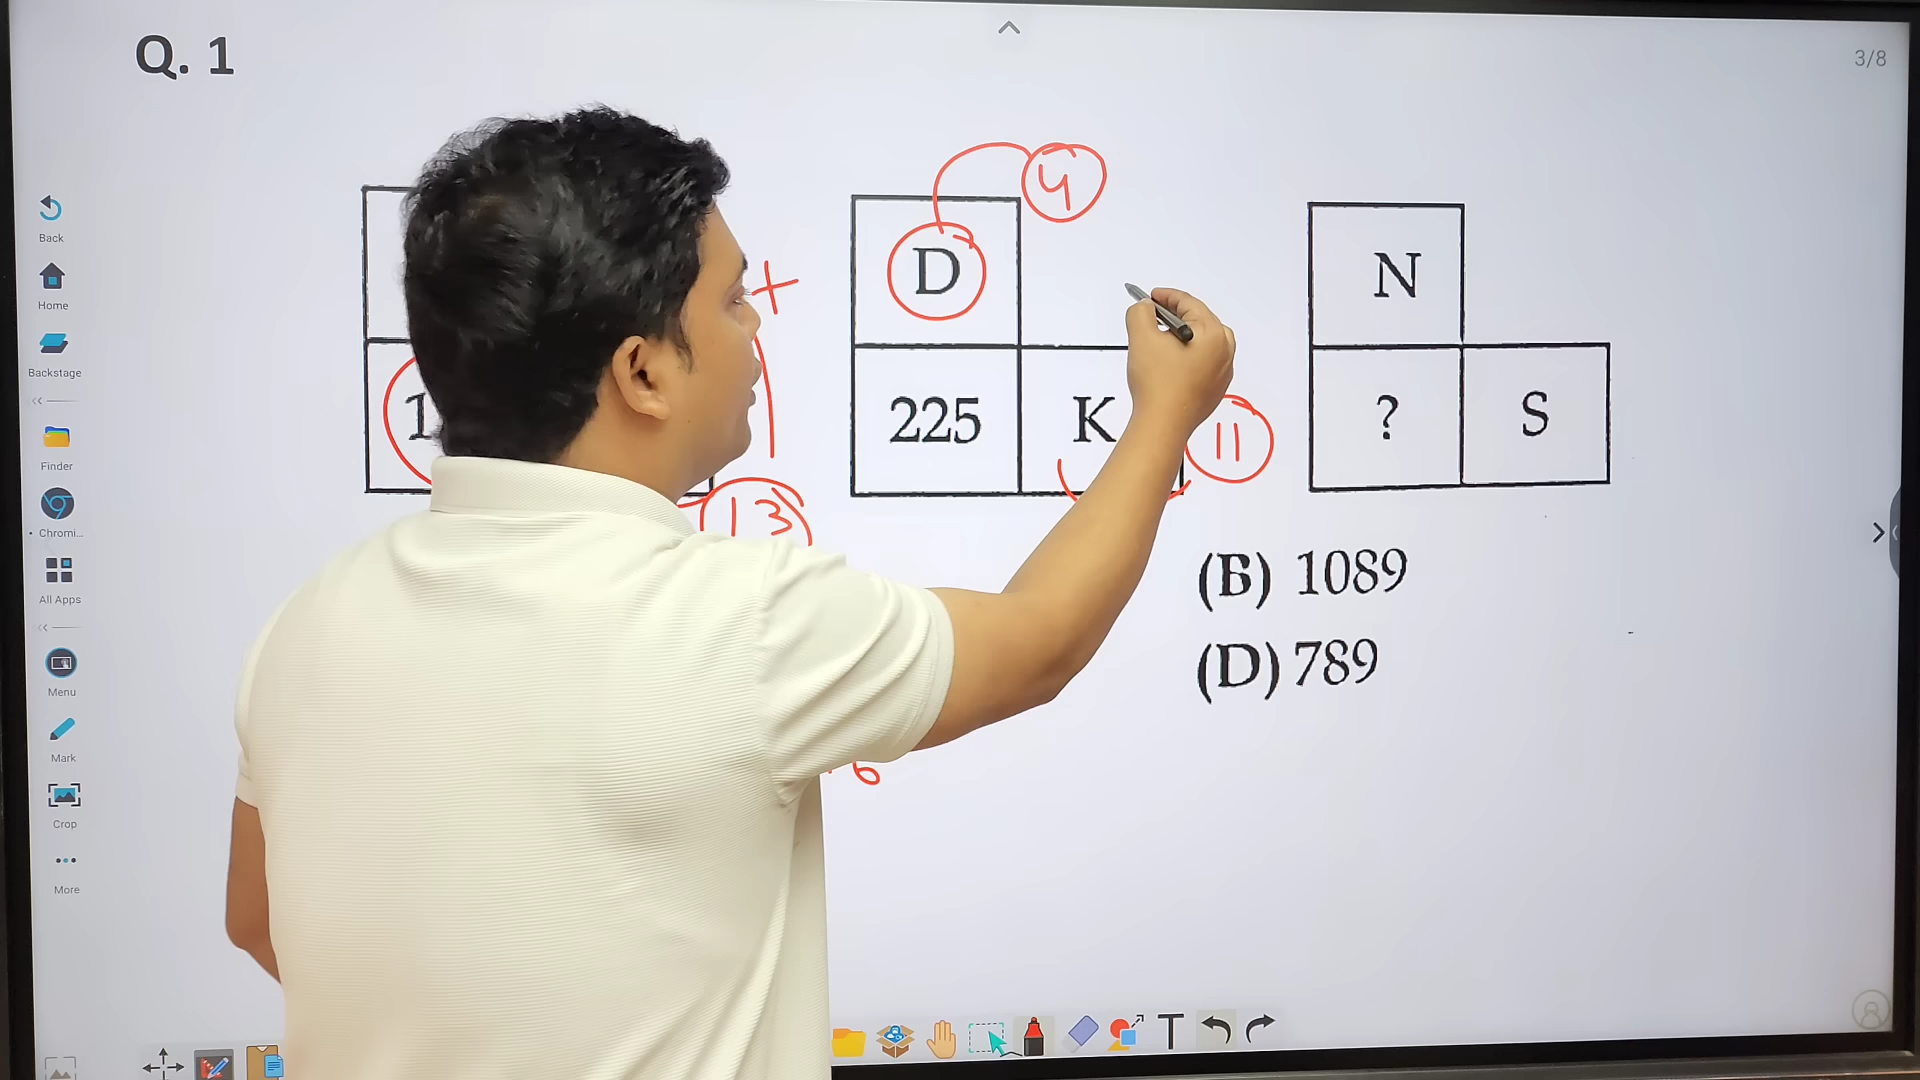 Q. 1
3/8
4
Back
+
D
N
Home
Backstage
225
K
11
?
S
Finder
13
Chromi...
(B) 1089
All Apps
(D) 789
Menu
Mark
6
Crop
More
T